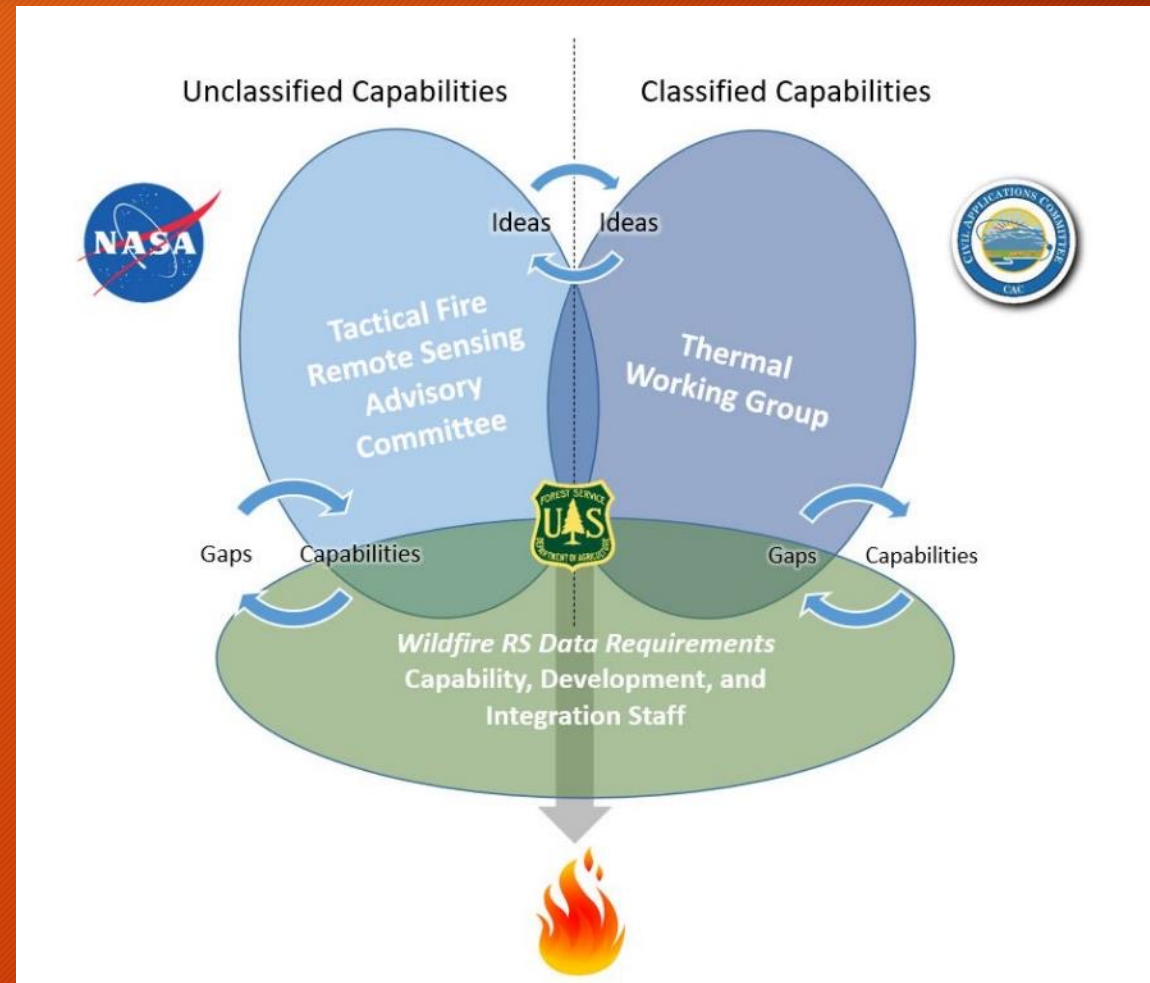 Unclassified Capabilities
Classified Capabilities
NASA
Ideas
Ideas
CIVIL APPLICATIONS COMMITTEE
CAC
Tactical Fire
Remote Sensing
Advisory
Committee
Thermal
Working Group
FOREST SERVICE
U S
DEPARTMENT OF AGRICULTURE
Gaps
Capabilities
Gaps
Capabilities
Wildfire RS Data Requirements
Capability, Development, and
Integration Staff